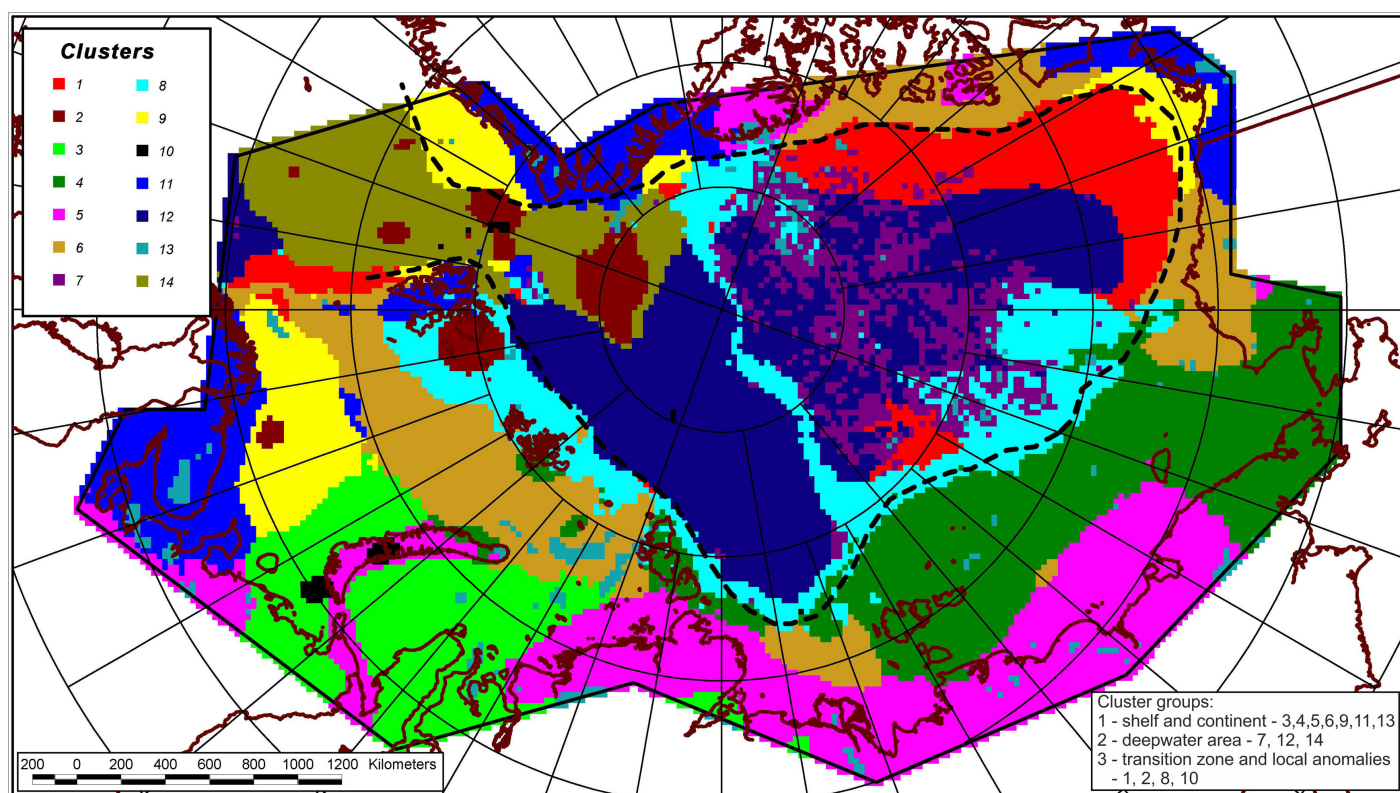 Clusters
1 8
2 9
3 10
4 11
5 12
6 13
7 14
Cluster groups:
1 - shelf and continent - 3,4,5,6,9,11,13
2 - deepwater area - 7, 12, 14
3 - transition zone and local anomalies
- 1, 2, 8, 10
200 0 200 400 600 800 1000 1200 Kilometers